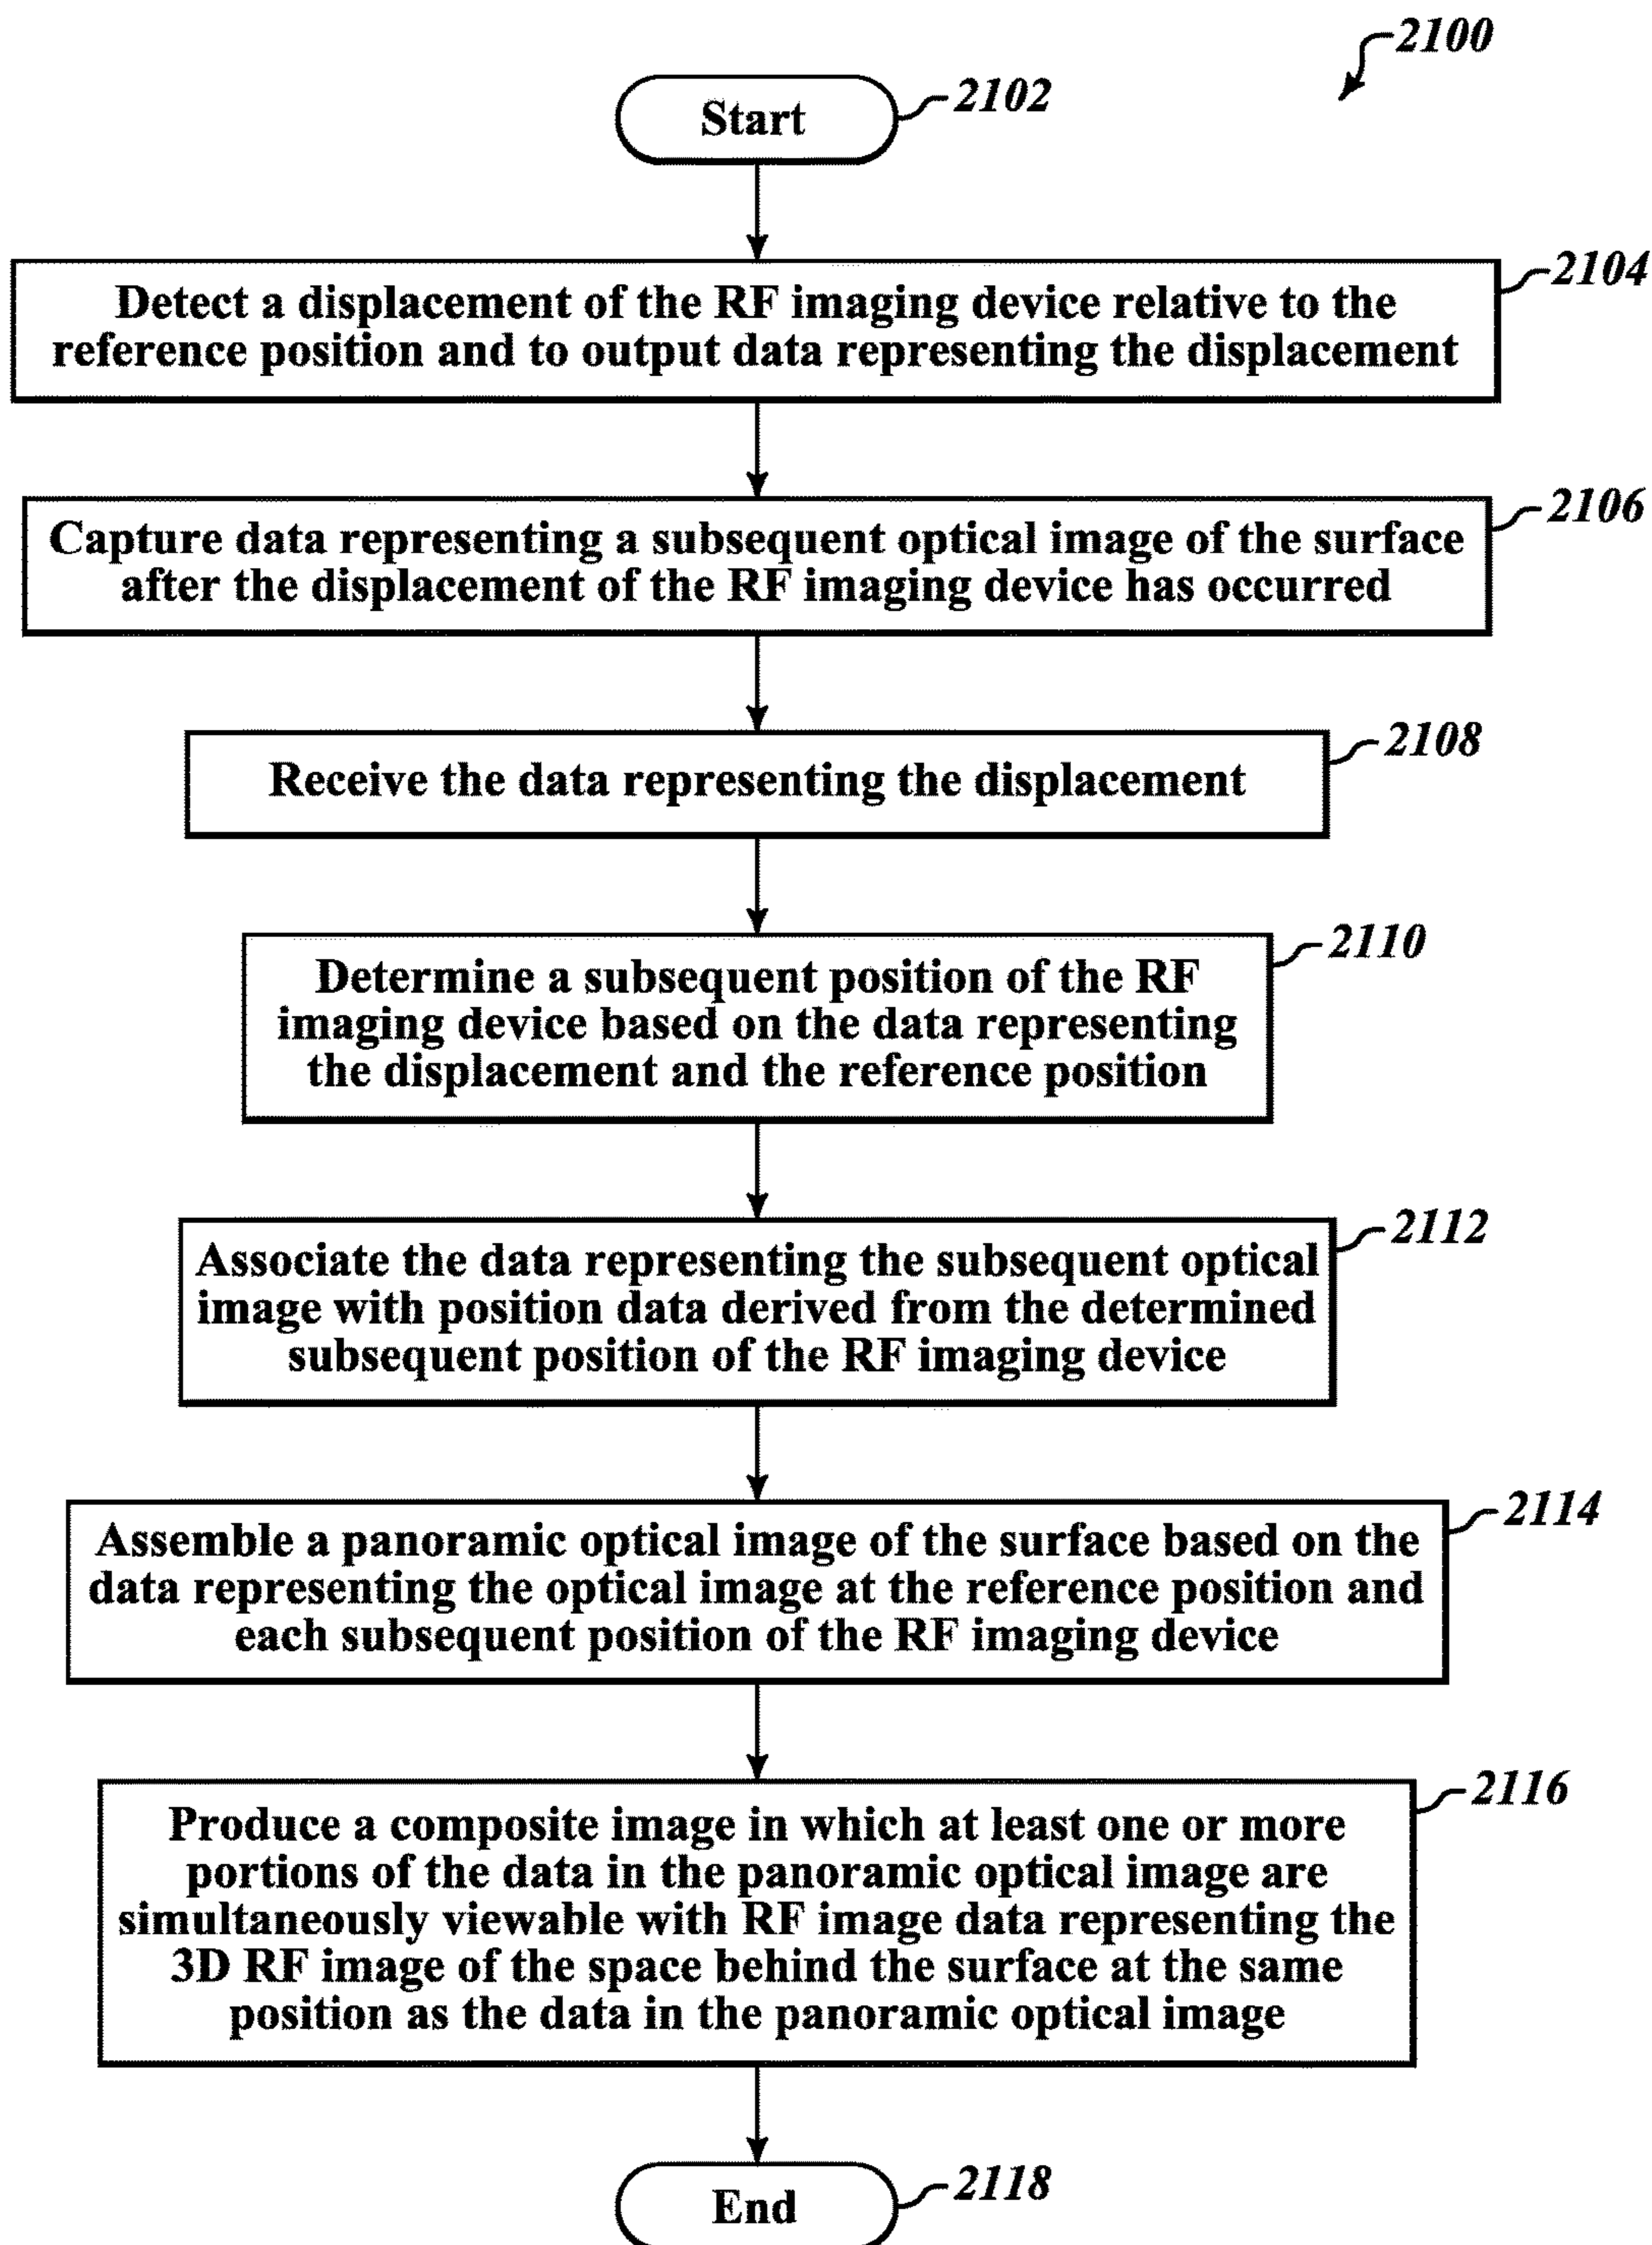 2100
Start
2102
2104
Detect a displacement of the RF imaging device relative to the
reference position and to output data representing the displacement
2106
Capture data representing a subsequent optical image of the surface
after the displacement of the RF imaging device has occurred
2108
Receive the data representing the displacement
2110
Determine a subsequent position of the RF
imaging device based on the data representing
the displacement and the reference position
2112
Associate the data representing the subsequent optical
image with position data derived from the determined
subsequent position of the RF imaging device
2114
Assemble a panoramic optical image of the surface based on the
data representing the optical image at the reference position and
each subsequent position of the RF imaging device
2116
Produce a composite image in which at least one or more
portions of the data in the panoramic optical image are
simultaneously viewable with RF image data representing the
3D RF image of the space behind the surface at the same
position as the data in the panoramic optical image
End
2118